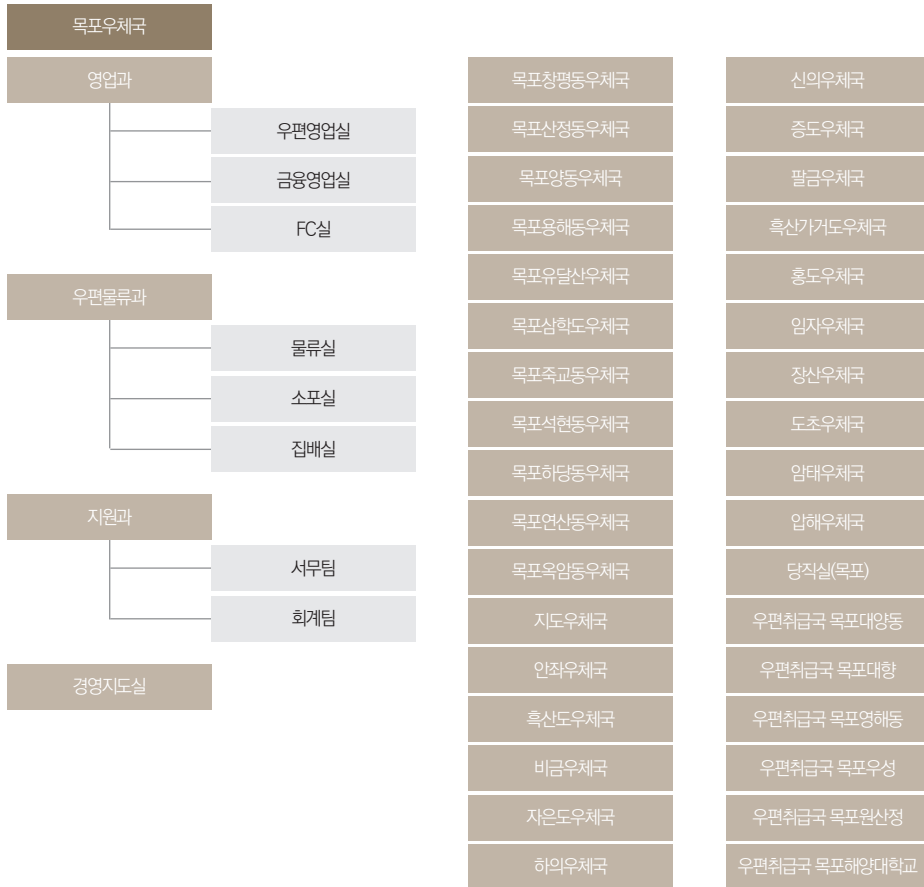 목포우체국
영업과
우편영업실
금융영업실
FC실
우편물류과
물류실
소포실
집배실
지원과
서무팀
회계팀
경영지도실
목포창평동우체국
목포산정동우체국
목포양동우체국
목포용해동우체국
목포유달산우체국
목포삼학도우체국
목포죽교동우체국
목포석현동우체국
목포하당동우체국
목포연산동우체국
목포옥암동우체국
지도우체국
안좌우체국
흑산도우체국
비금우체국
자은도우체국
하의우체국
신의우체국
증도우체국
팔금우체국
흑산가거도우체국
홍도우체국
임자우체국
장산우체국
도초우체국
암태우체국
압해우체국
당직실(목포)
우편취급국 목포대양동
우편취급국 목포대향
우편취급국 목포영해동
우편취급국 목포우성
우편취급국 목포원산정
우편취급국 목포해양대학교